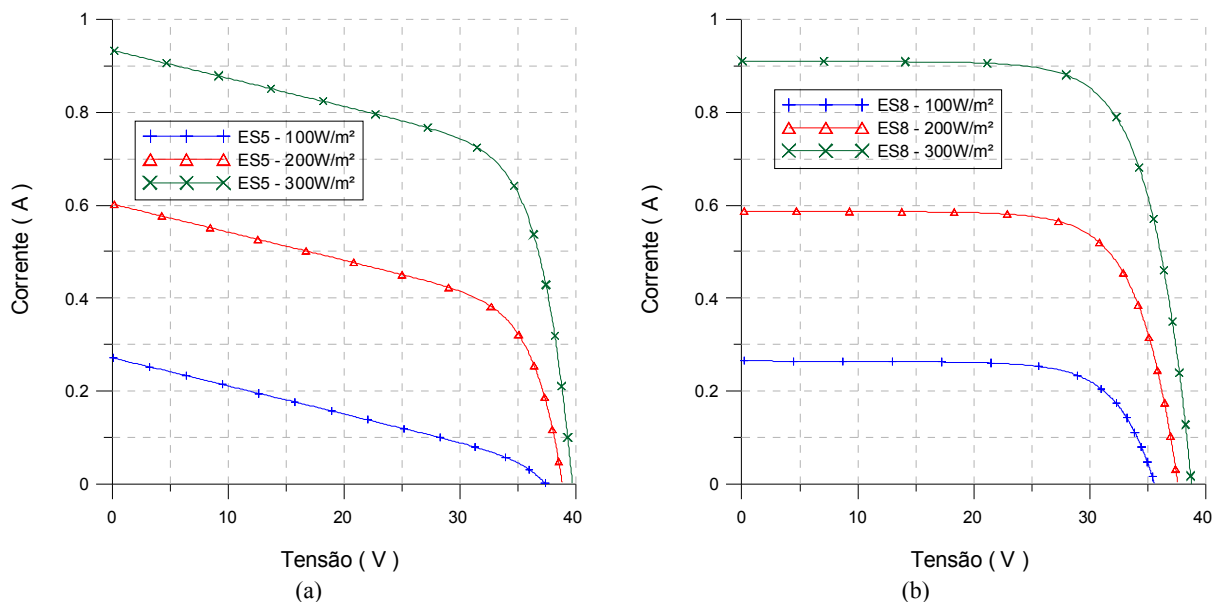 1
0.8
0.6
0.4
0.2
0
Corrente ( A )
ES5 - 100W/m²
ES5 - 200W/m²
ES5 - 300W/m²
0 10 20 30 40
Tensão ( V )
(a)
1
0.8
0.6
0.4
0.2
0
Corrente ( A )
ES8 - 100W/m²
ES8 - 200W/m²
ES8 - 300W/m²
0 10 20 30 40
Tensão ( V )
(b)